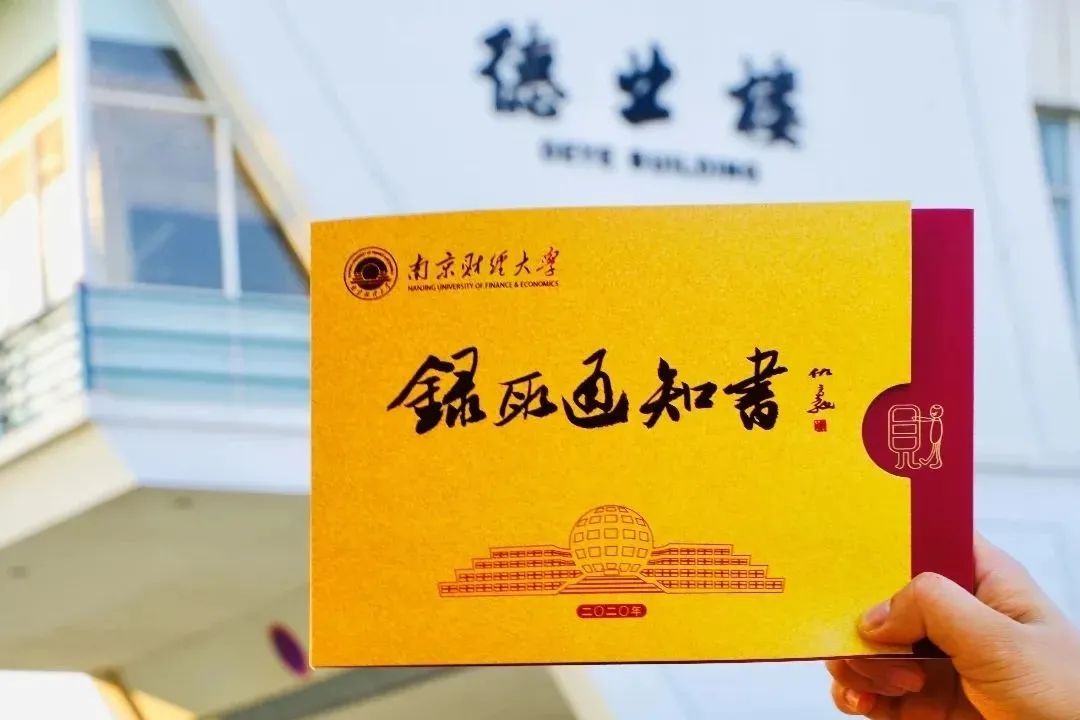 德业楼
DEYE BUILDING
南京财经大学
NANJING UNIVERSITY OF FINANCE & ECONOMICS
録取通知書
二〇二〇年